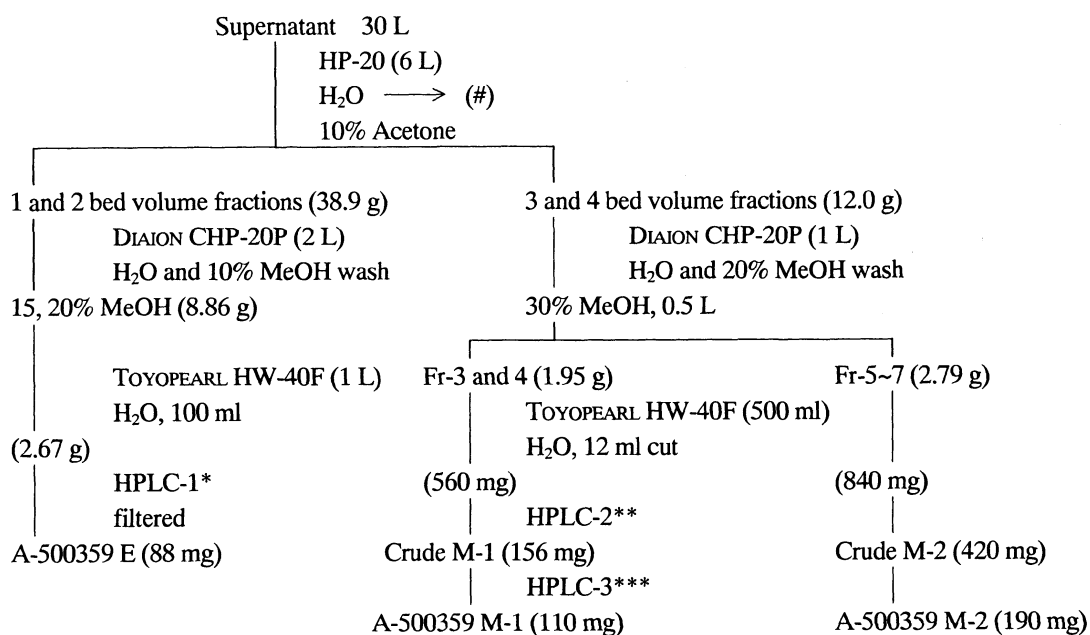 Supernatant 30 L
HP-20 (6 L)
H₂O ⟶ (#)
10% Acetone
1 and 2 bed volume fractions (38.9 g)
DIAION CHP-20P (2 L)
H₂O and 10% MeOH wash
15, 20% MeOH (8.86 g)
TOYOPEARL HW-40F (1 L)
H₂O, 100 ml
(2.67 g)
HPLC-1*
filtered
A-500359 E (88 mg)
3 and 4 bed volume fractions (12.0 g)
DIAION CHP-20P (1 L)
H₂O and 20% MeOH wash
30% MeOH, 0.5 L
Fr-3 and 4 (1.95 g)
Fr-5~7 (2.79 g)
TOYOPEARL HW-40F (500 ml)
H₂O, 12 ml cut
(560 mg)
(840 mg)
HPLC-2**
Crude M-1 (156 mg)
Crude M-2 (420 mg)
HPLC-3***
A-500359 M-1 (110 mg)
A-500359 M-2 (190 mg)